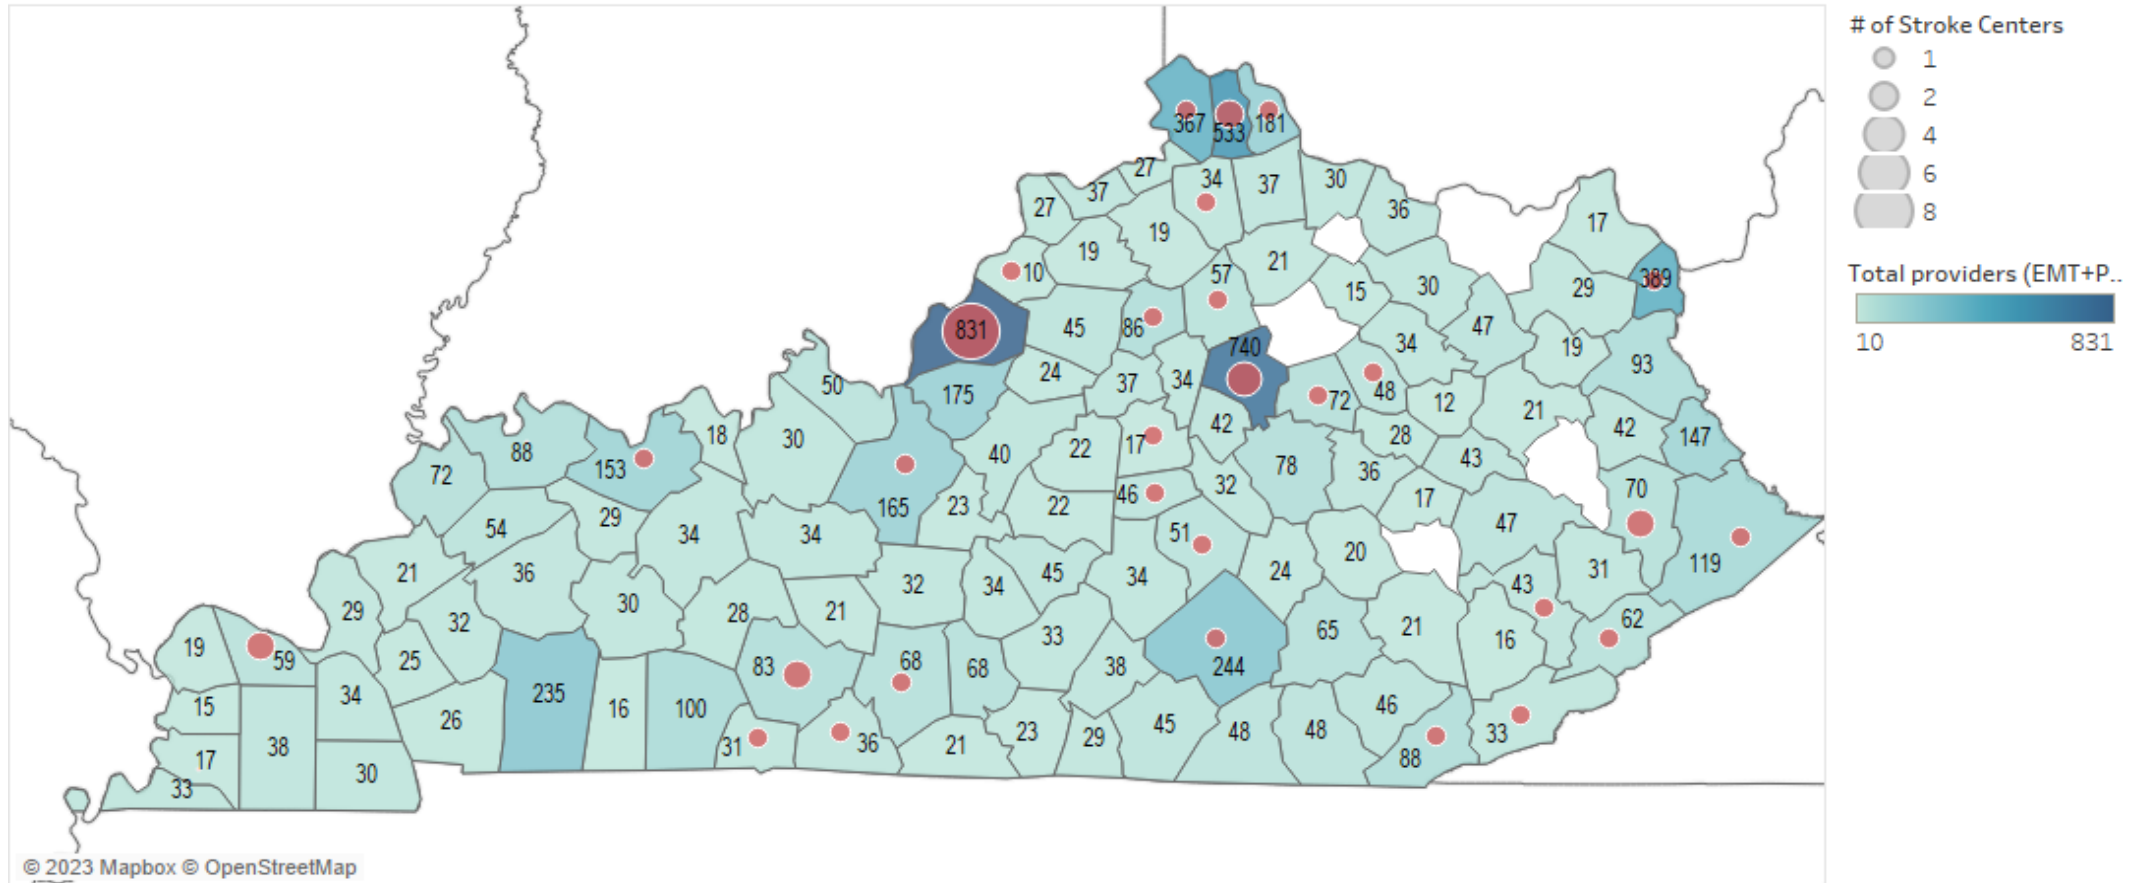 # of Stroke Centers
1
2
4
6
8
Total providers (EMT+P..
10 831
367 533 181
27 34 37 30
27 37 36
19 19 17
10 57 21
15 30 29 389
831 45 86
740 34 47 19
50 175 24 37 34 93
72 48 12
18 30 40 22 17 42 28 21 42 147
72 88 153
165 23 22 46 32 78 36 43 70
54 29 34 34 51 17 47
119
21 36 32 34 45 34 24 20 31
29 30 28 21 43
32 33 65 21 16 62
19 59 25 83 68 68 38 244
15 34 26 235 16 100 46
38 31 36 21 23 29 45 48 48 33
17 30 88
33
© 2023 Mapbox © OpenStreetMap